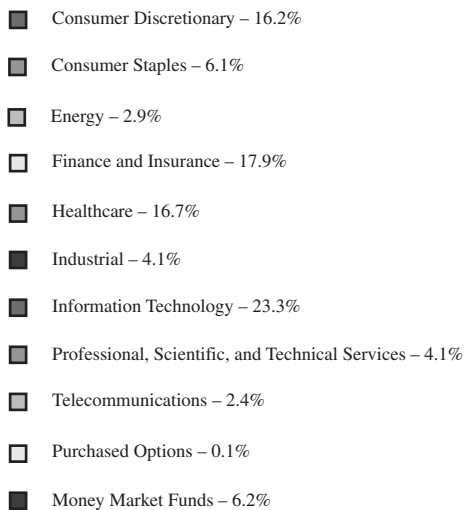 Consumer Discretionary – 16.2%
Consumer Staples – 6.1%
Energy – 2.9%
Finance and Insurance – 17.9%
Healthcare – 16.7%
Industrial – 4.1%
Information Technology – 23.3%
Professional, Scientific, and Technical Services – 4.1%
Telecommunications – 2.4%
Purchased Options – 0.1%
Money Market Funds – 6.2%